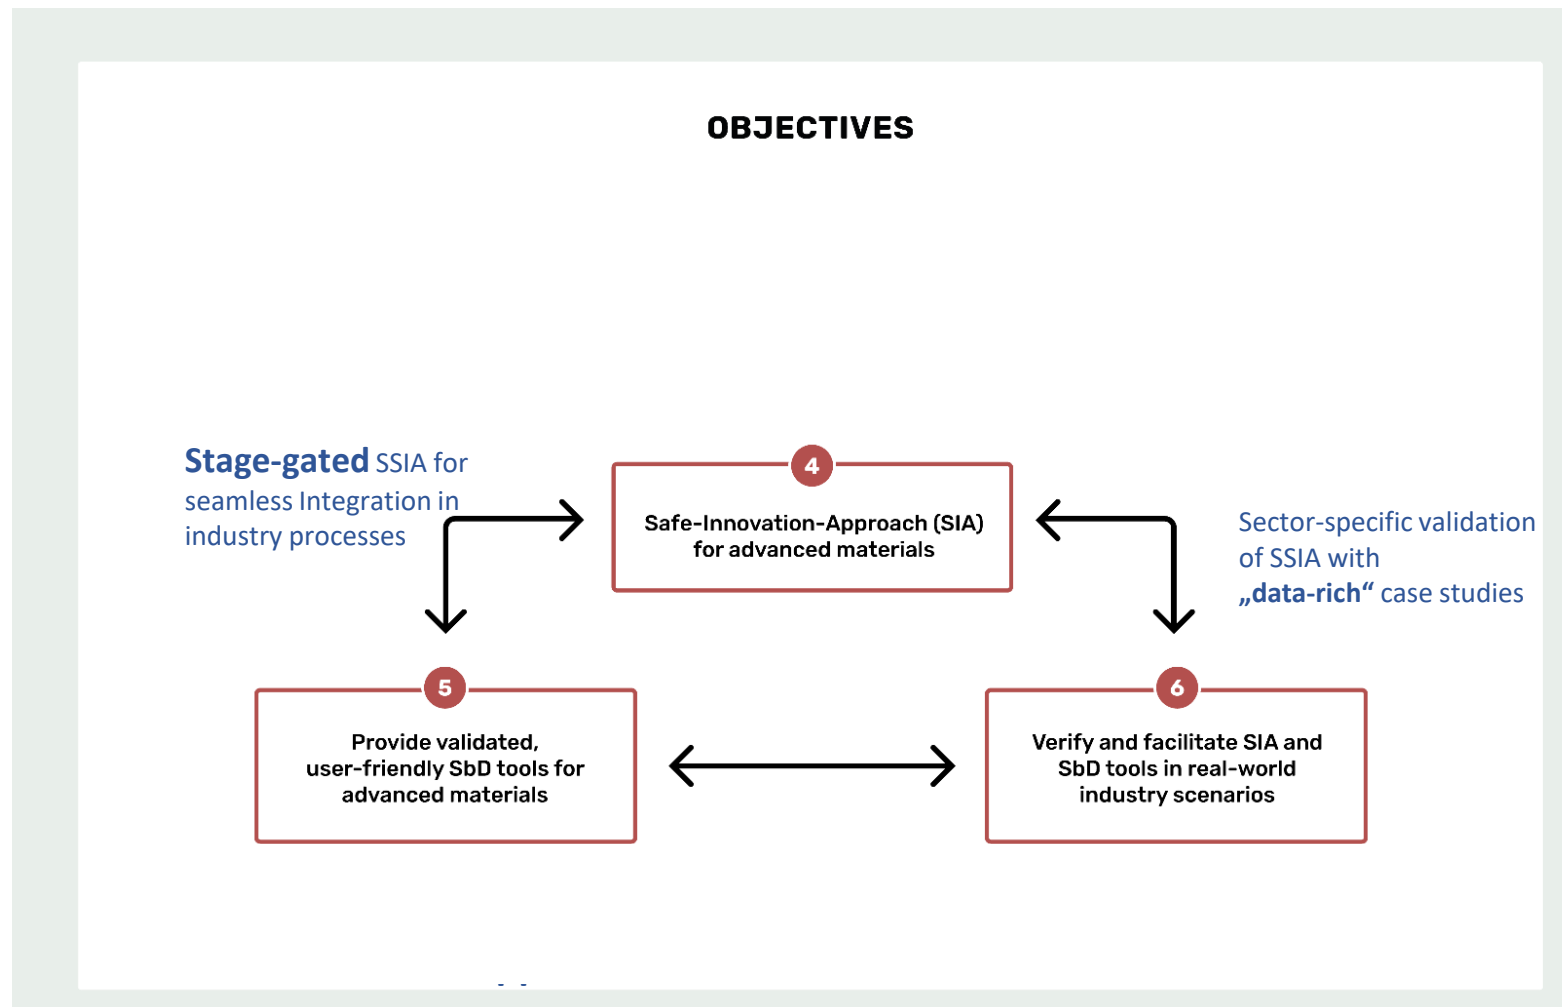 OBJECTIVES
Stage-gated SSIA for
seamless Integration in
industry processes
4
Safe-Innovation-Approach (SIA)
for advanced materials
Sector-specific validation
of SSIA with
„data-rich“ case studies
5
Provide validated,
user-friendly SbD tools for
advanced materials
6
Verify and facilitate SIA and
SbD tools in real-world
industry scenarios